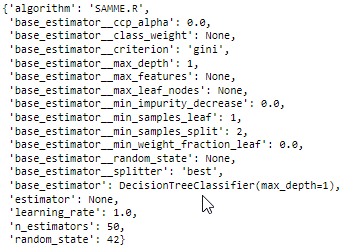 {'algorithm': 'SAMME.R',
'base_estimator__ccp_alpha': 0.0,
'base_estimator__class_weight': None,
'base_estimator__criterion': 'gini',
'base_estimator__max_depth': 1,
'base_estimator__max_features': None,
'base_estimator__max_leaf_nodes': None,
'base_estimator__min_impurity_decrease': 0.0,
'base_estimator__min_samples_leaf': 1,
'base_estimator__min_samples_split': 2,
'base_estimator__min_weight_fraction_leaf': 0.0,
'base_estimator__random_state': None,
'base_estimator__splitter': 'best',
'base_estimator': DecisionTreeClassifier(max_depth=1),
'estimator': None,
'learning_rate': 1.0,
'n_estimators': 50,
'random_state': 42}